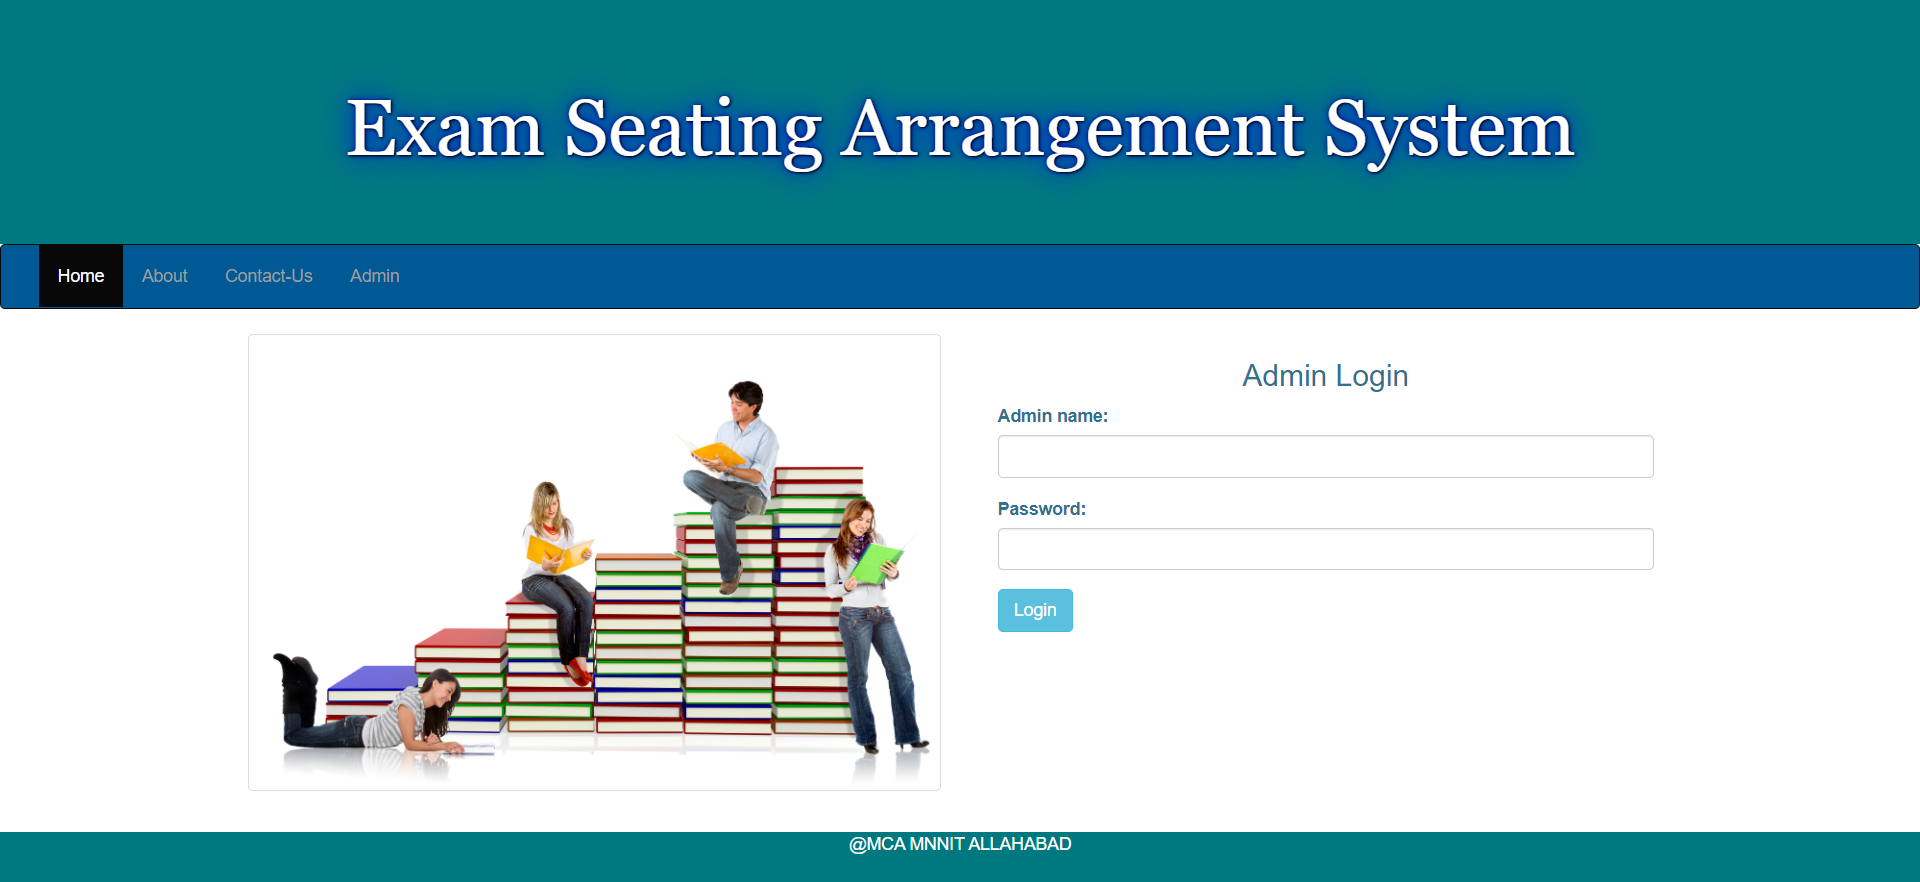 Exam Seating Arrangement System
Home About Contact-Us Admin
Admin Login
Admin name:
Password:
Login
@MCA MNNIT ALLAHABAD